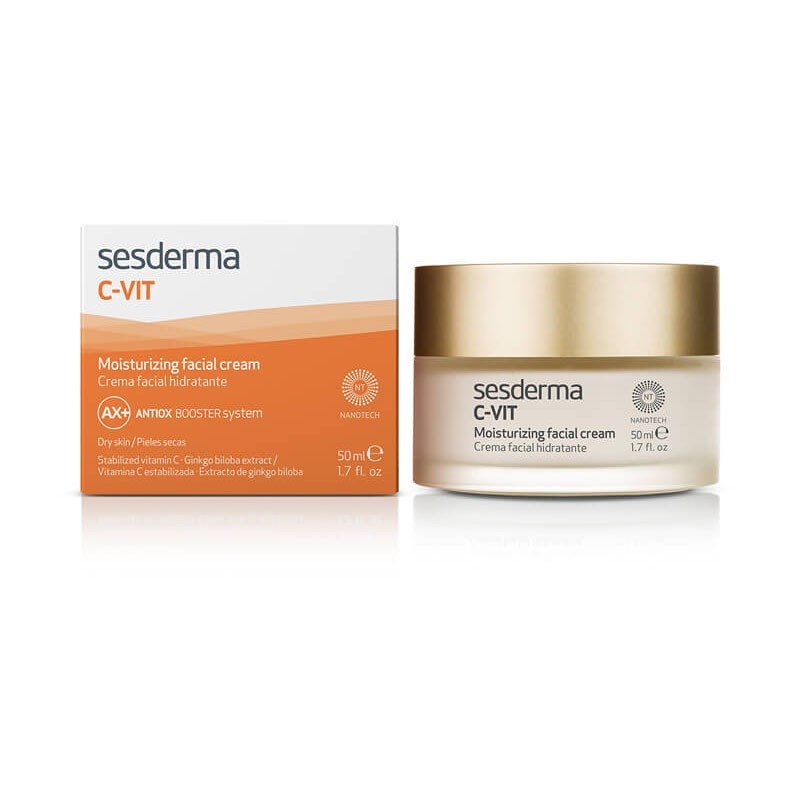 sesderma
C-VIT
Moisturizing facial cream
Crema facial hidratante
AX+ ANTIOX BOOSTER system
NT
NANOTECH
Dry skin / Pieles secas
Stabilized vitamin C - Ginkgo biloba extract /
Vitamina C estabilizada - Extracto de ginkgo biloba
50 ml e
1.7 fl. oz
sesderma
C-VIT
Moisturizing facial cream
Crema facial hidratante
NT
NANOTECH
50 ml e
1.7 fl. oz